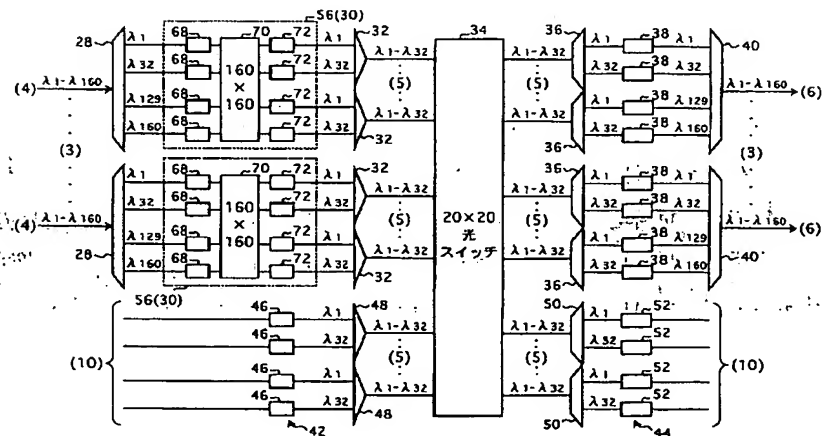 56(30)
28 λ1 68 70 72 λ1 32 34 36 λ1 38 λ1 40
λ1-λ32 λ1-λ32
λ32 68 72 λ32 λ32 38 λ32
(4) λ1-λ160 160 × 160 (5) (5) λ1-λ160 (6)
λ129 68 72 λ1 λ1 38 λ129
λ1-λ32 λ1-λ32
λ160 68 72 λ32 32 36 λ32 38 λ160
(3) (3)
λ1 68 70 72 λ1 32 36 λ1 38 λ1
λ1-λ32 λ1-λ32
λ32 68 72 λ32 λ32 38 λ32
(4) λ1-λ160 160 × 160 (5) 20×20 光 スイッチ (5) λ1-λ160 (6)
λ129 68 72 λ1 λ1 38 λ129
λ1-λ32 λ1-λ32
28 λ160 68 72 λ32 32 36 λ32 38 λ160 40
56(30)
46 λ1 48 50 λ1 52
λ1-λ32 λ1-λ32
46 λ32 λ32 52
(10) (5) (5) (10)
46 λ1 λ1 52
λ1-λ32 λ1-λ32
46 λ32 48 50 λ32 52
42 44